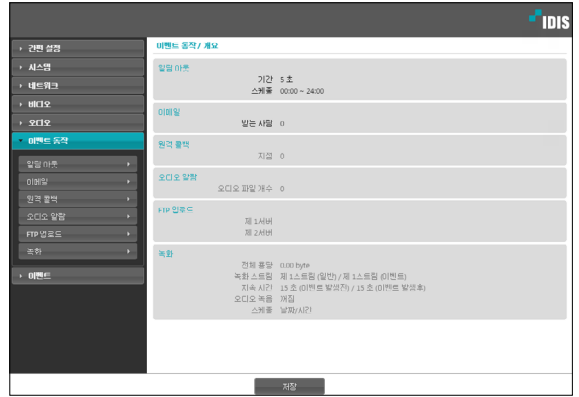 IDIS
간편 설정
시스템
네트워크
비디오
오디오
이벤트 동작
알람 아웃
이메일
원격 콜백
오디오 알람
FTP 업로드
녹화
이벤트
이벤트 동작 / 개요
알람 아웃
기간 5 초
스케줄 00:00 ~ 24:00
이메일
받는 사람 0
원격 콜백
지점 0
오디오 알람
오디오 파일 개수 0
FTP 업로드
제 1서버
제 2서버
녹화
전체 용량 0.00 byte
녹화 스트림 제 1스트림 (일반) / 제 1스트림 (이벤트)
지속 시간 15 초 (이벤트 발생전) / 15 초 (이벤트 발생후)
오디오 녹음 꺼짐
스케줄 날짜/시간
저장